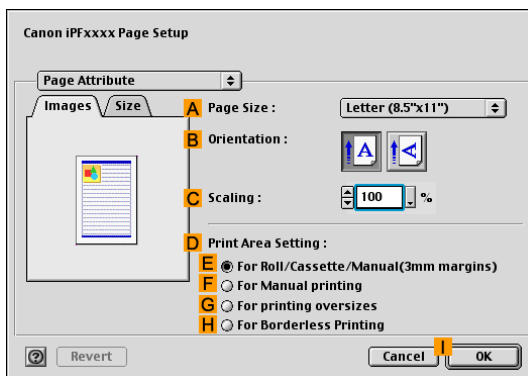 Canon iPFxxxx Page Setup
Page Attribute
Images Size
A Page Size : Letter (8.5"x11")
B Orientation :
A A
C Scaling : 100 %
D Print Area Setting :
E For Roll/Cassette/Manual(3mm margins)
F For Manual printing
G For printing oversizes
H For Borderless Printing
? Revert Cancel I OK